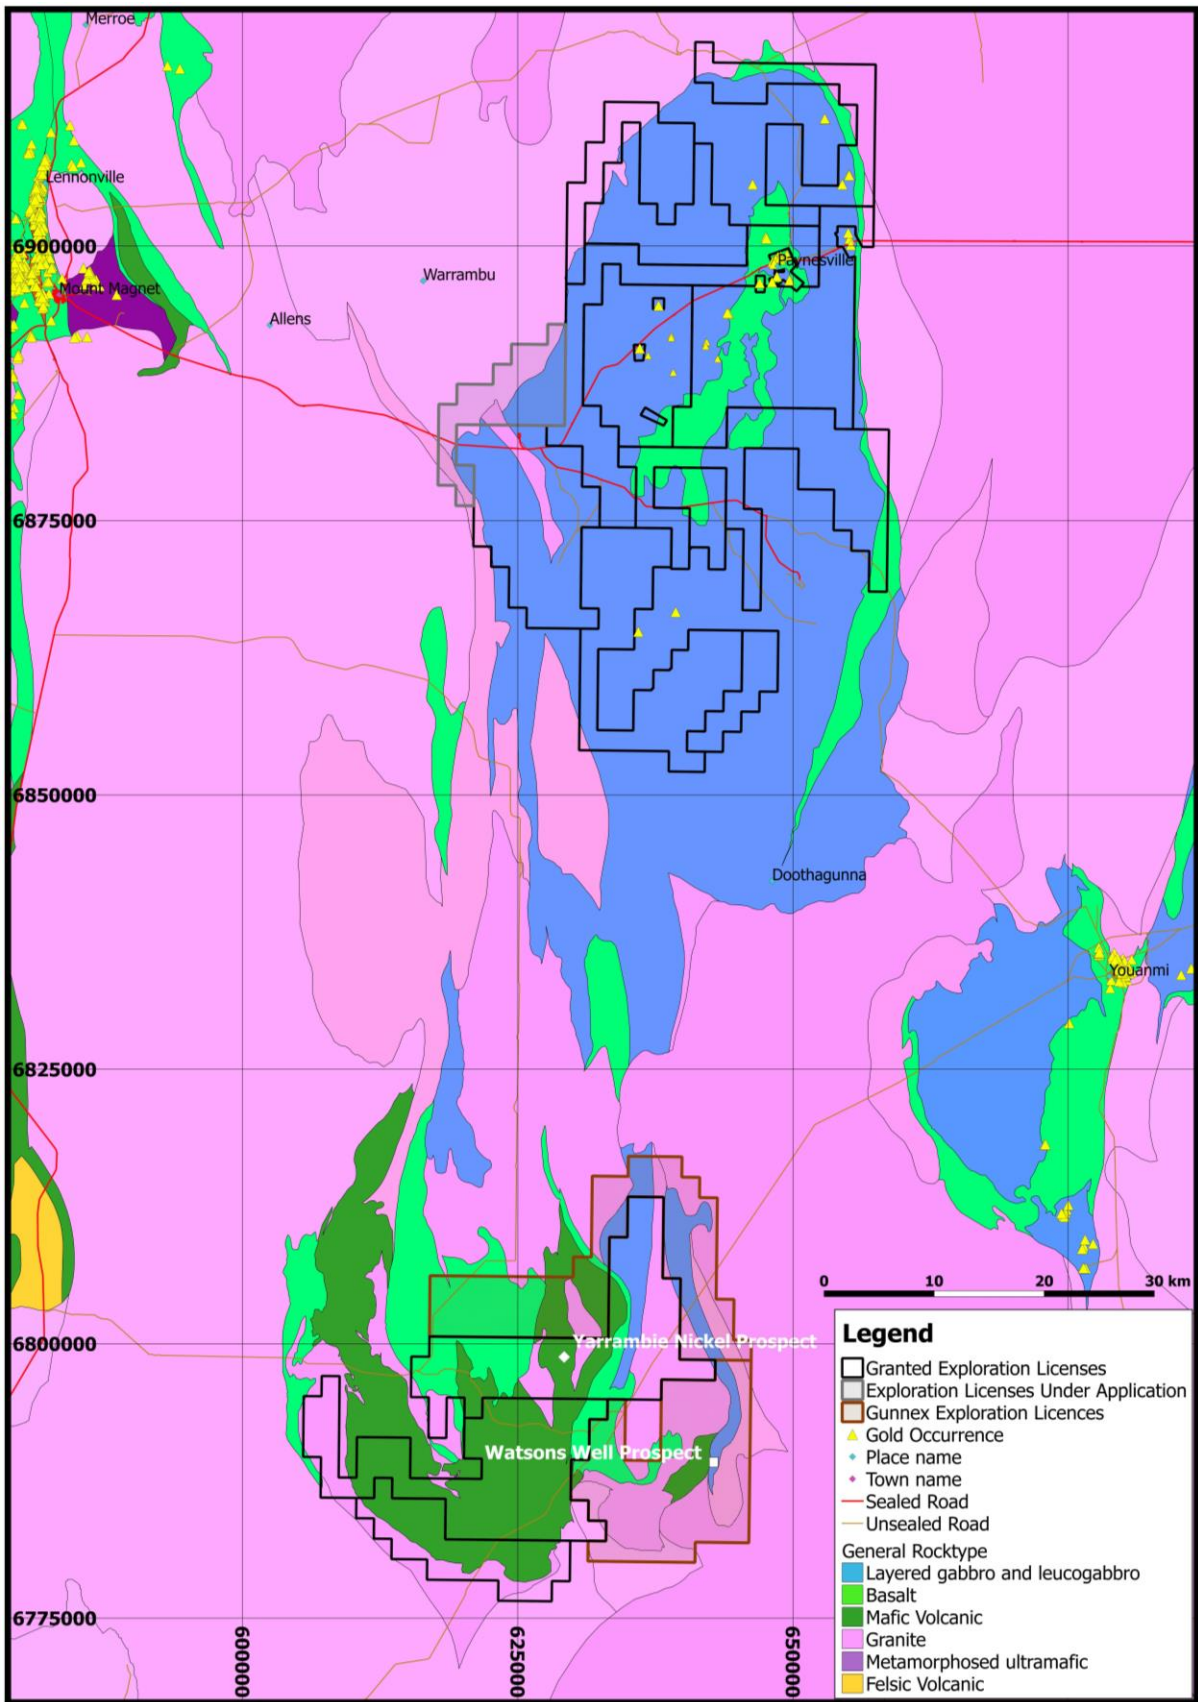 Merroe
Lennonville
6900000
Paynesville
Warrambu
Mount Magnet
Allens
6875000
6850000
Doothagunna
Youanmi
6825000
0 10 20 30 km
6800000
Yarrambie Nickel Prospect
Watsons Well Prospect
6775000
600000
625000
650000
Legend
Granted Exploration Licenses
Exploration Licenses Under Application
Gunnex Exploration Licences
Gold Occurrence
Place name
Town name
Sealed Road
Unsealed Road
General Rocktype
Layered gabbro and leucogabbro
Basalt
Mafic Volcanic
Granite
Metamorphosed ultramafic
Felsic Volcanic